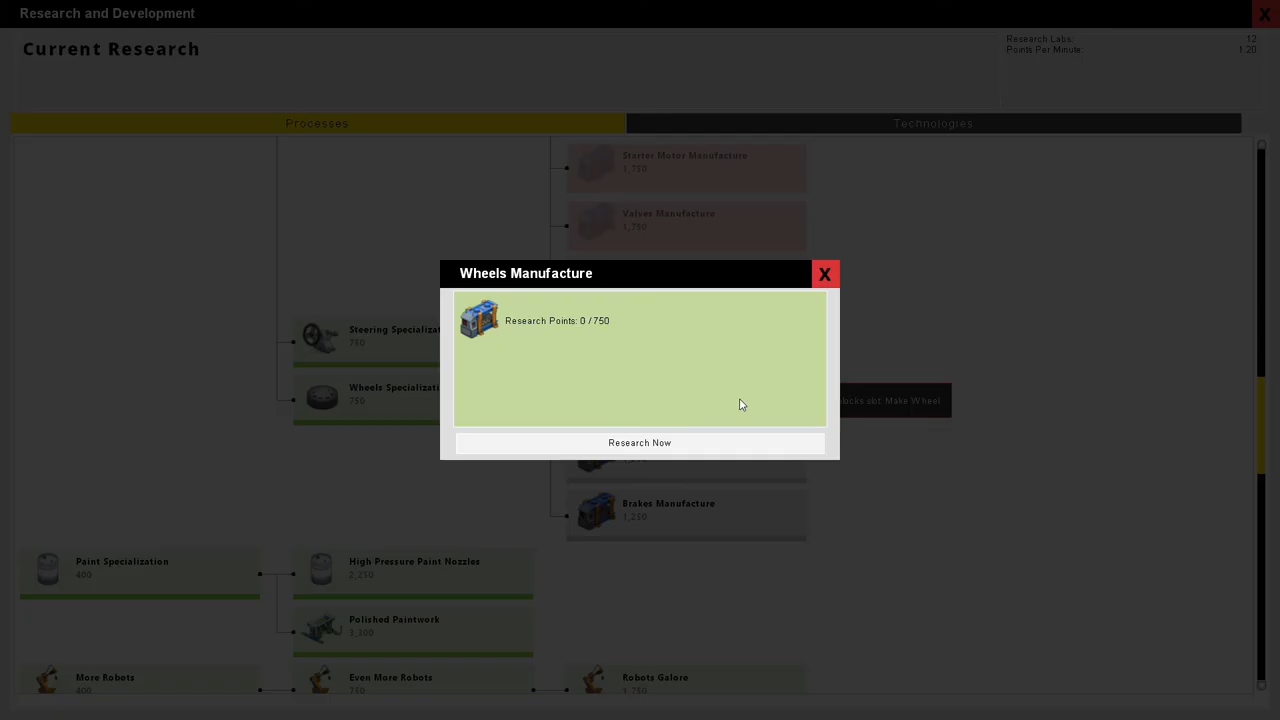 Research and Development
X
Current Research
Research Labs: 12
Points Per Minute: 1.20
Processes
Technologies
Starter Motor Manufacture
1,750
Valves Manufacture
1,750
Wheels Manufacture
X
Research Points: 0 / 750
Steering
750
Wheels
750
slot: Make Wheel
Research Now
Brakes Manufacture
1,250
Paint Specialization
400
High Pressure Paint Nozzles
2,250
Polished Paintwork
3,300
More Robots
400
Even More Robots
750
Robots Galore
1,750